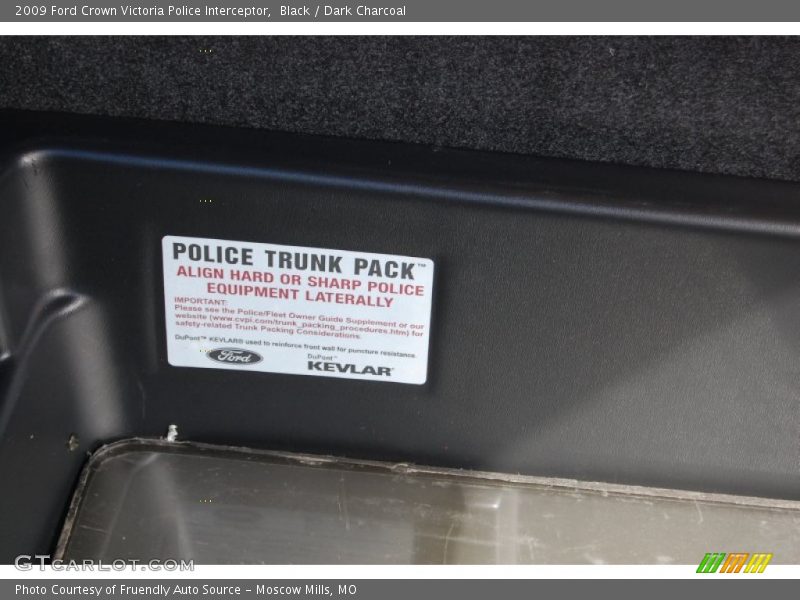 2009 Ford Crown Victoria Police Interceptor,  Black / Dark Charcoal
POLICE TRUNK PACK™
ALIGN HARD OR SHARP POLICE
EQUIPMENT LATERALLY
IMPORTANT:
Please see the Police/Fleet Owner Guide Supplement or our
website (www.cvpi.com/trunk_packing_procedures.htm) for
safety-related Trunk Packing Considerations.
DuPont™ KEVLAR® used to reinforce front wall for puncture resistance.
Ford
DuPont™
KEVLAR®
GTCARLOT.COM
Photo Courtesy of Fruendly Auto Source – Moscow Mills, MO